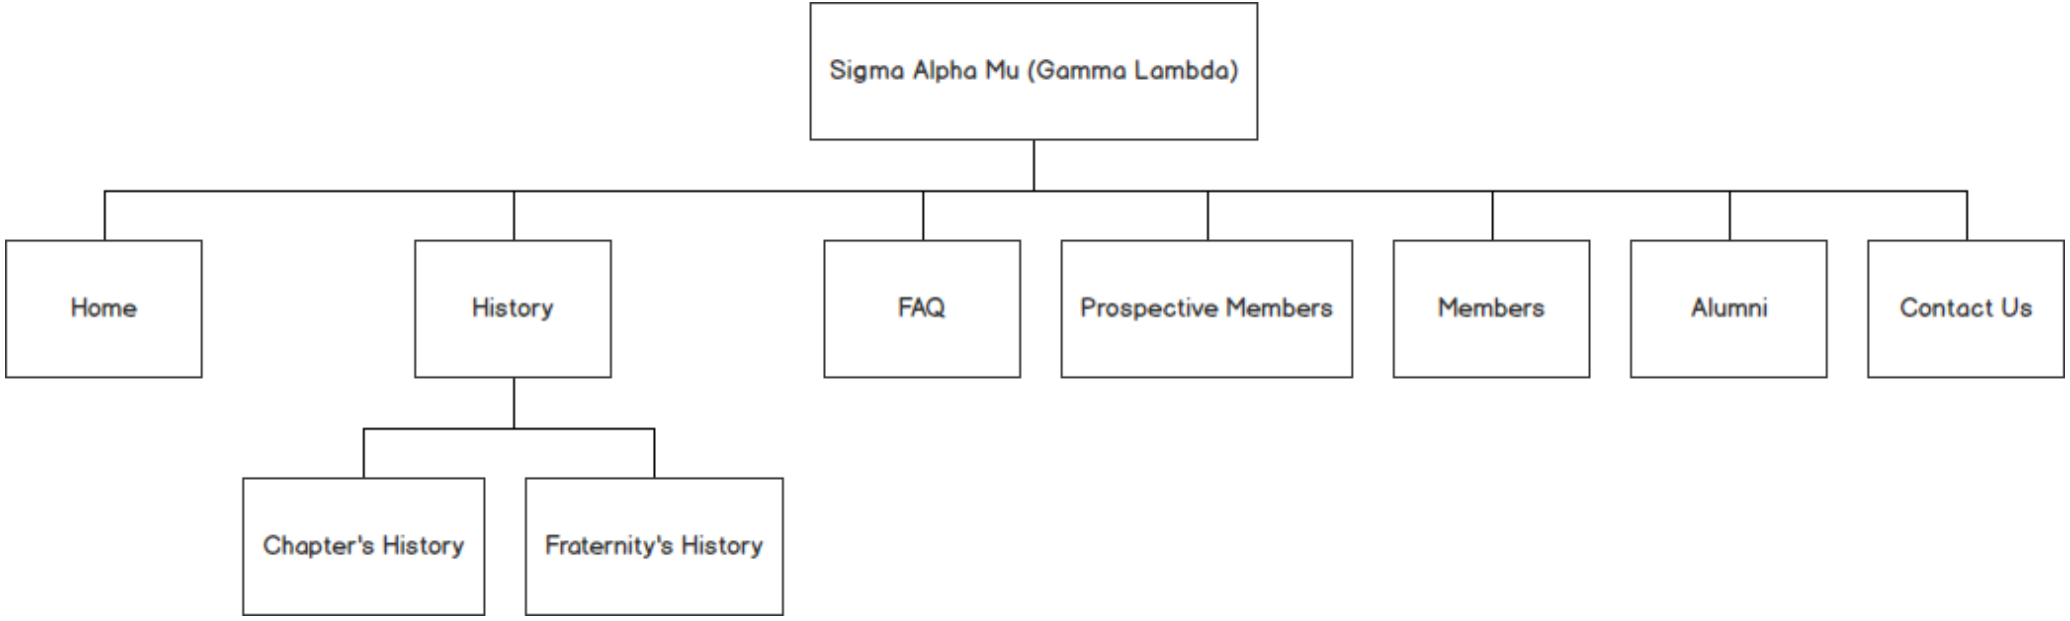 Sigma Alpha Mu (Gamma Lambda)
Home
History
FAQ
Prospective Members
Members
Alumni
Contact Us
Chapter's History
Fraternity's History